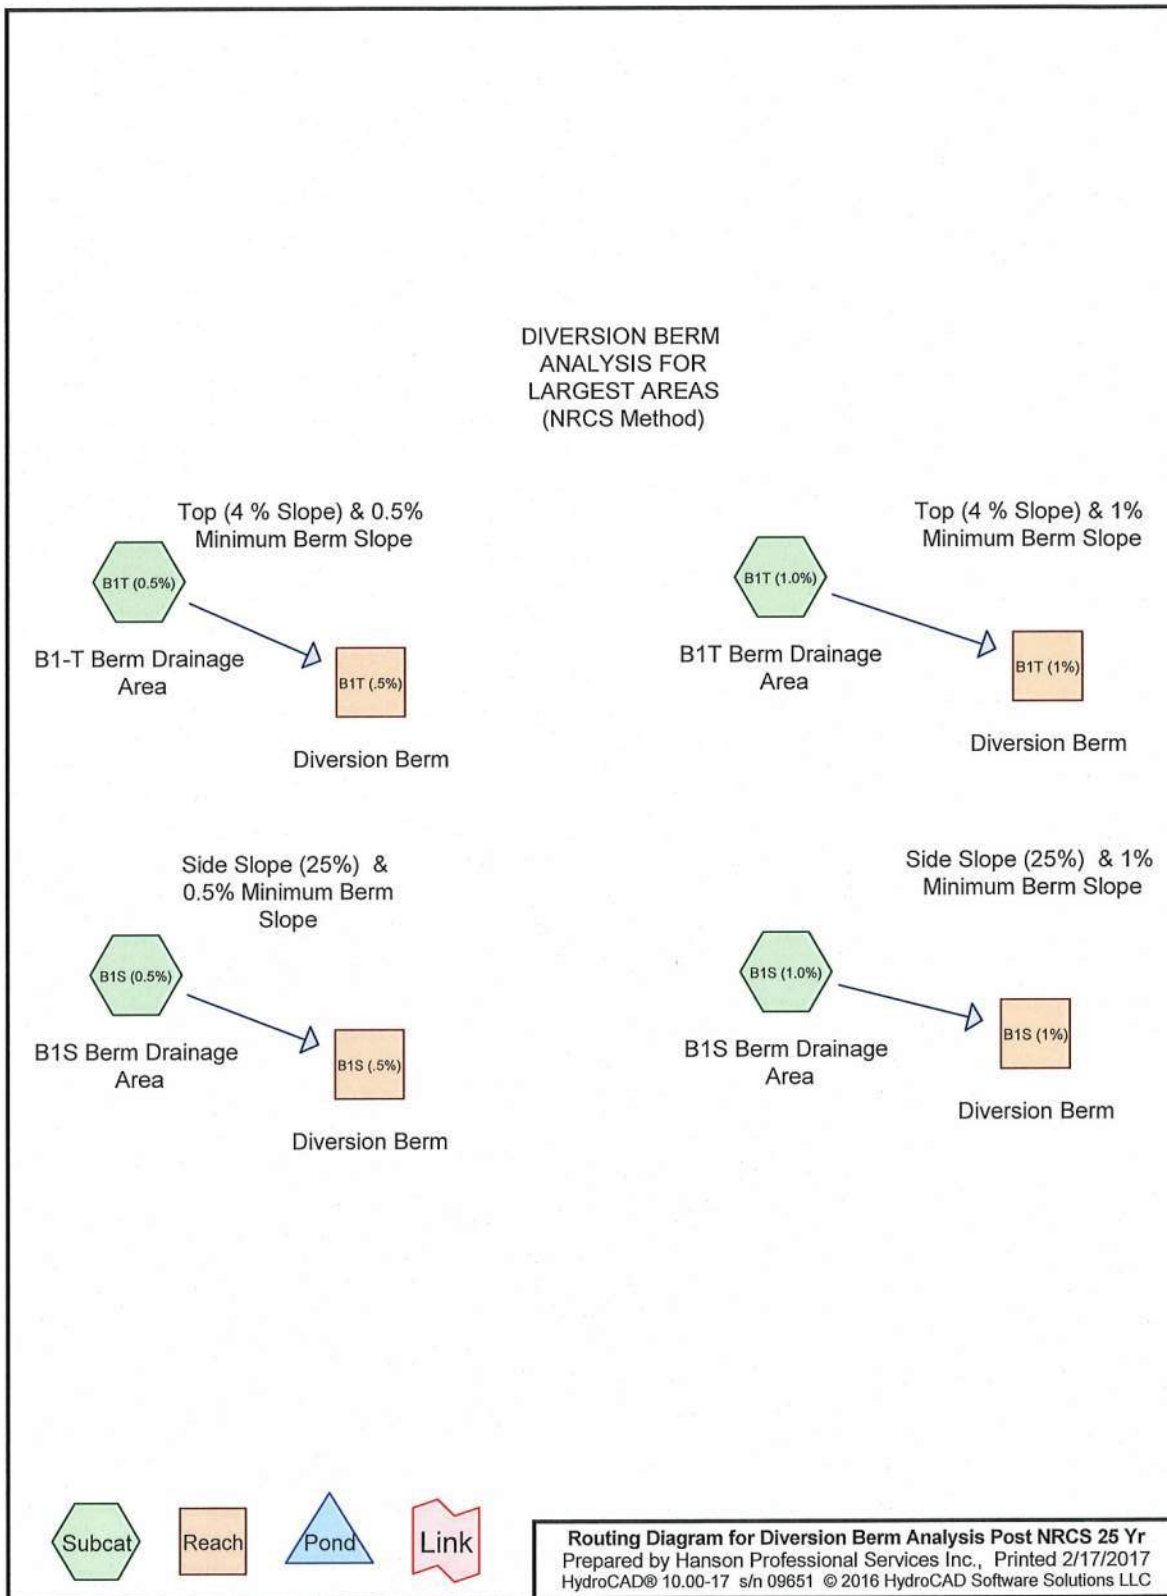 DIVERSION BERM
ANALYSIS FOR
LARGEST AREAS
(NRCS Method)
Top (4 % Slope) & 0.5%
Minimum Berm Slope
B1T (0.5%)
B1-T Berm Drainage
Area
B1T (.5%)
Diversion Berm
Top (4 % Slope) & 1%
Minimum Berm Slope
B1T (1.0%)
B1T Berm Drainage
Area
B1T (1%)
Diversion Berm
Side Slope (25%) &
0.5% Minimum Berm
Slope
B1S (0.5%)
B1S Berm Drainage
Area
B1S (.5%)
Diversion Berm
Side Slope (25%) & 1%
Minimum Berm Slope
B1S (1.0%)
B1S Berm Drainage
Area
B1S (1%)
Diversion Berm
Subcat
Reach
Pond
Link
Routing Diagram for Diversion Berm Analysis Post NRCS 25 Yr
Prepared by Hanson Professional Services Inc., Printed 2/17/2017
HydroCAD® 10.00-17 s/n 09651 © 2016 HydroCAD Software Solutions LLC